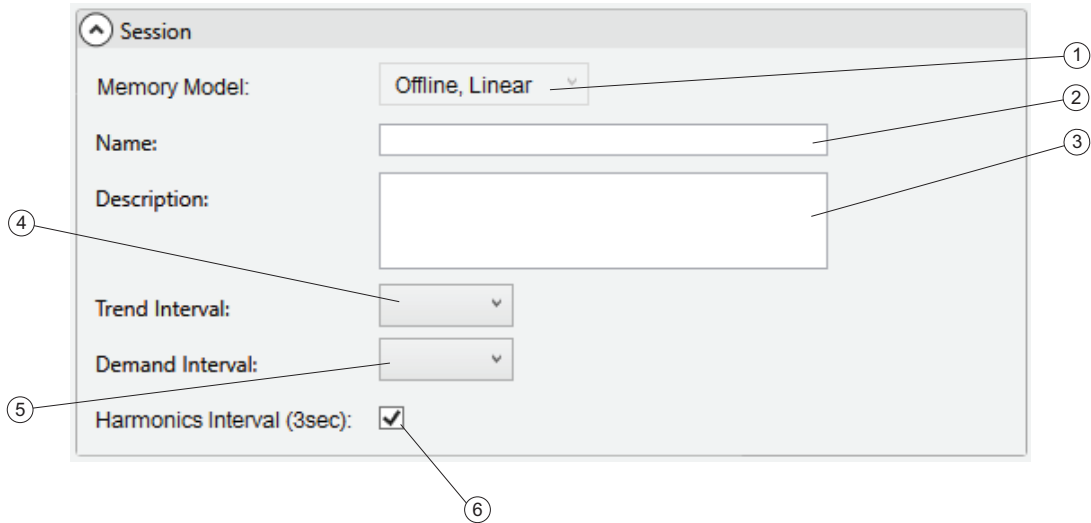 Session
Memory Model: Offline, Linear 1
Name: 2
Description: 3
4
Trend Interval:
Demand Interval:
5
Harmonics Interval (3sec):
6